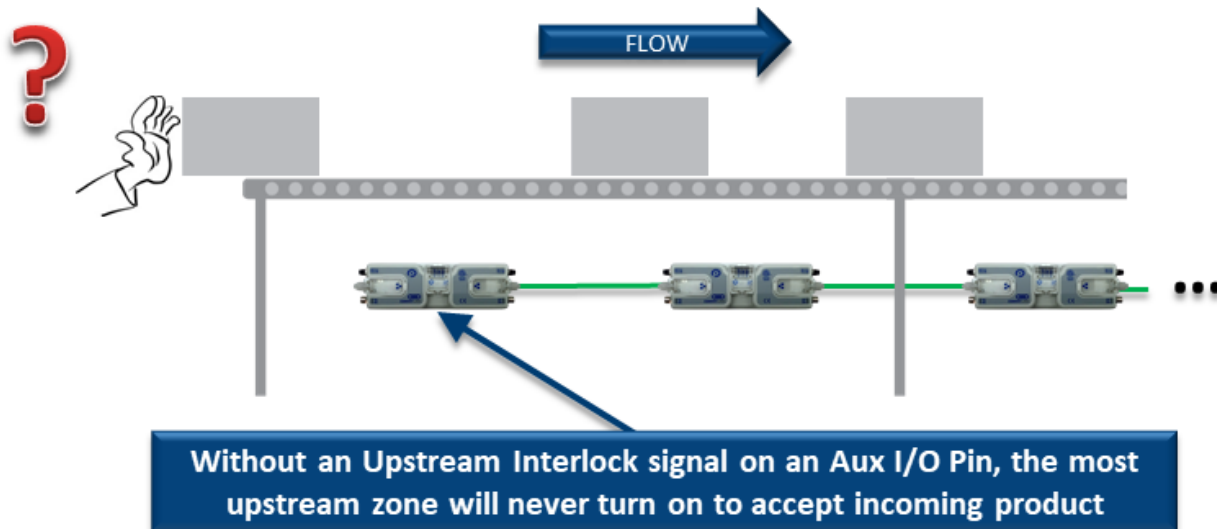 ?
FLOW
Without an Upstream Interlock signal on an Aux I/O Pin, the most
upstream zone will never turn on to accept incoming product